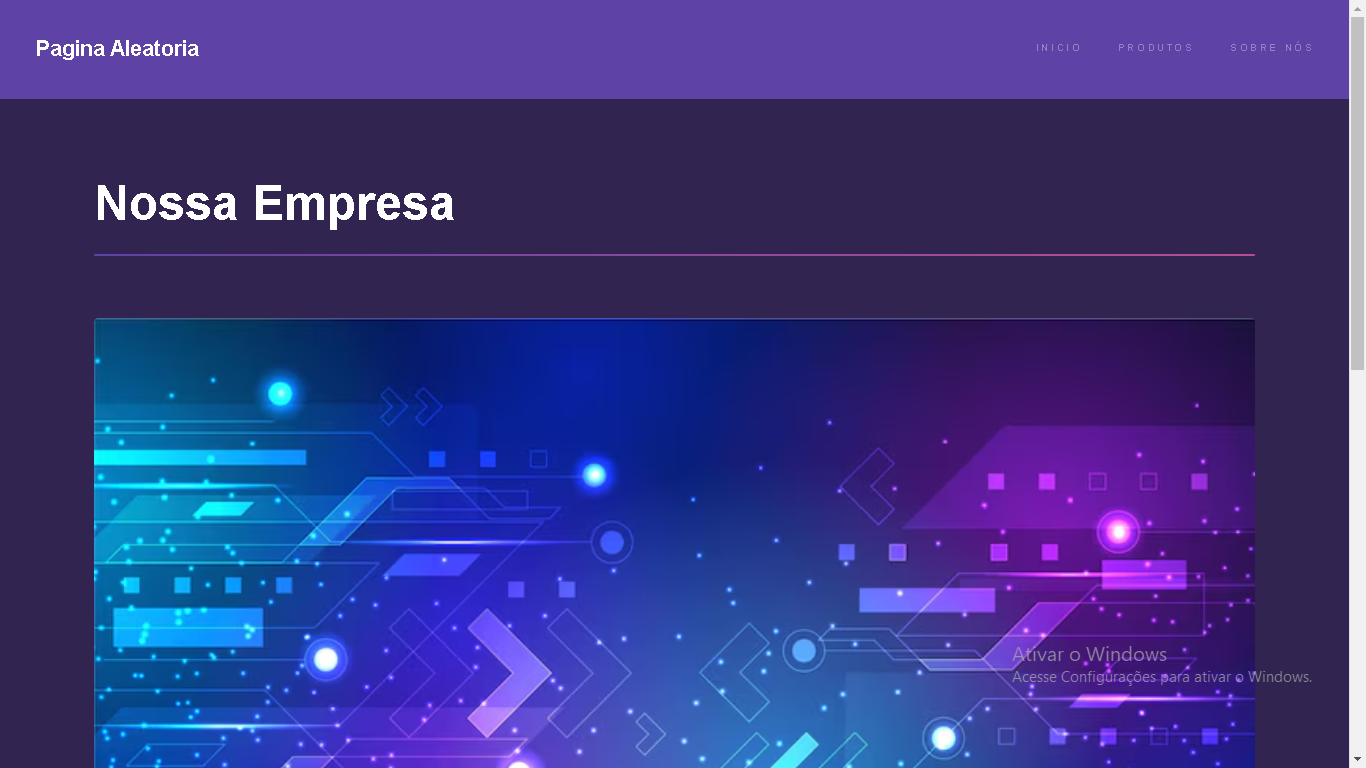 Pagina Aleatoria
INICIO
PRODUTOS
SOBRE NÓS
Nossa Empresa
Ativar o Windows
Acesse Configurações para ativar o Windows.